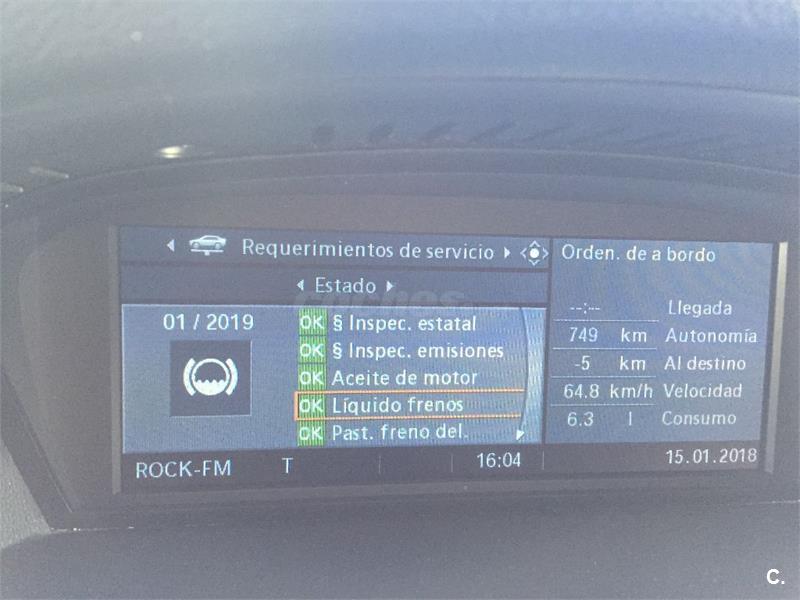 Requerimientos de servicio
Estado
01 / 2019
OK § Inspec. estatal
OK § Inspec. emisiones
OK Aceite de motor
OK Líquido frenos
OK Past. freno del.
Orden. de a bordo
--:-- Llegada
749 km Autonomía
-5 km Al destino
64.8 km/h Velocidad
6.3 l Consumo
ROCK-FM T 16:04 15.01.2018
coches
C.